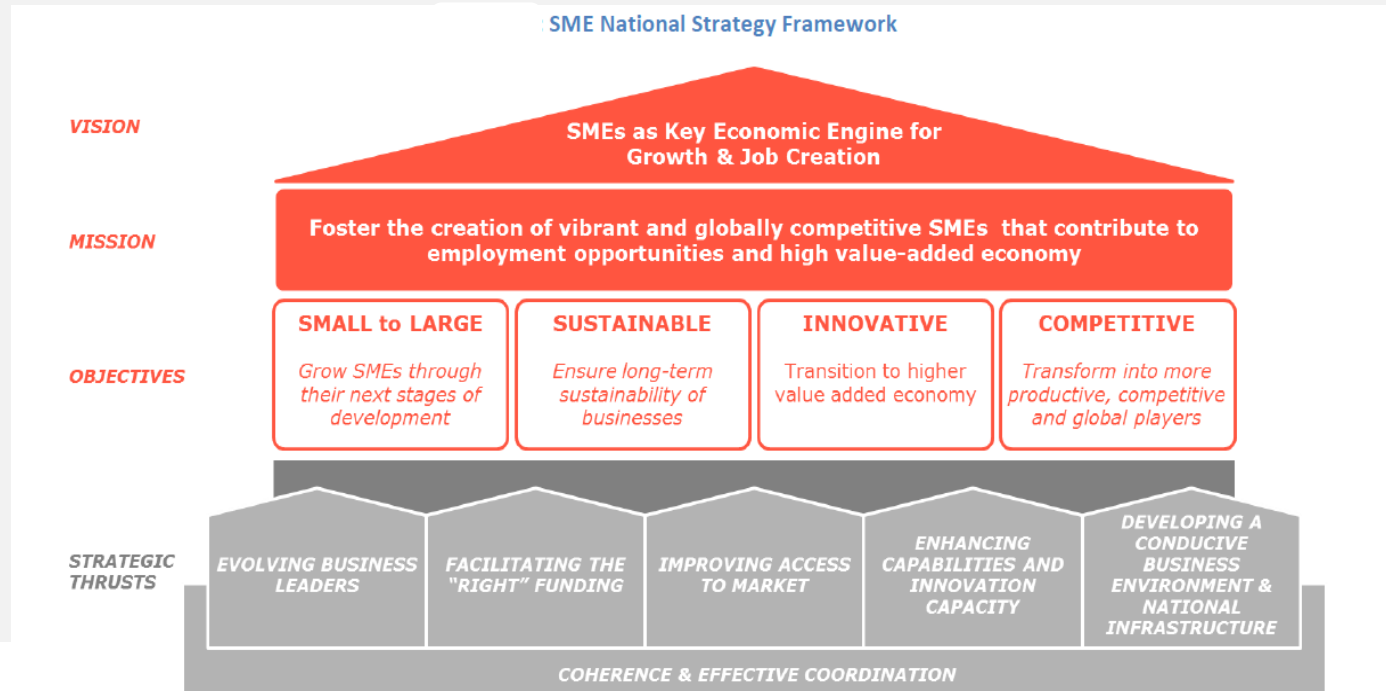 SME National Strategy Framework
VISION
SMEs as Key Economic Engine for
Growth & Job Creation
MISSION
Foster the creation of vibrant and globally competitive SMEs that contribute to
employment opportunities and high value-added economy
OBJECTIVES
SMALL to LARGE
Grow SMEs through
their next stages of
development
SUSTAINABLE
Ensure long-term
sustainability of
businesses
INNOVATIVE
Transition to higher
value added economy
COMPETITIVE
Transform into more
productive, competitive
and global players
STRATEGIC
THRUSTS
EVOLVING BUSINESS
LEADERS
FACILITATING THE
“RIGHT” FUNDING
IMPROVING ACCESS
TO MARKET
ENHANCING
CAPABILITIES AND
INNOVATION
CAPACITY
DEVELOPING A
CONDUCIVE
BUSINESS
ENVIRONMENT &
NATIONAL
INFRASTRUCTURE
COHERENCE & EFFECTIVE COORDINATION